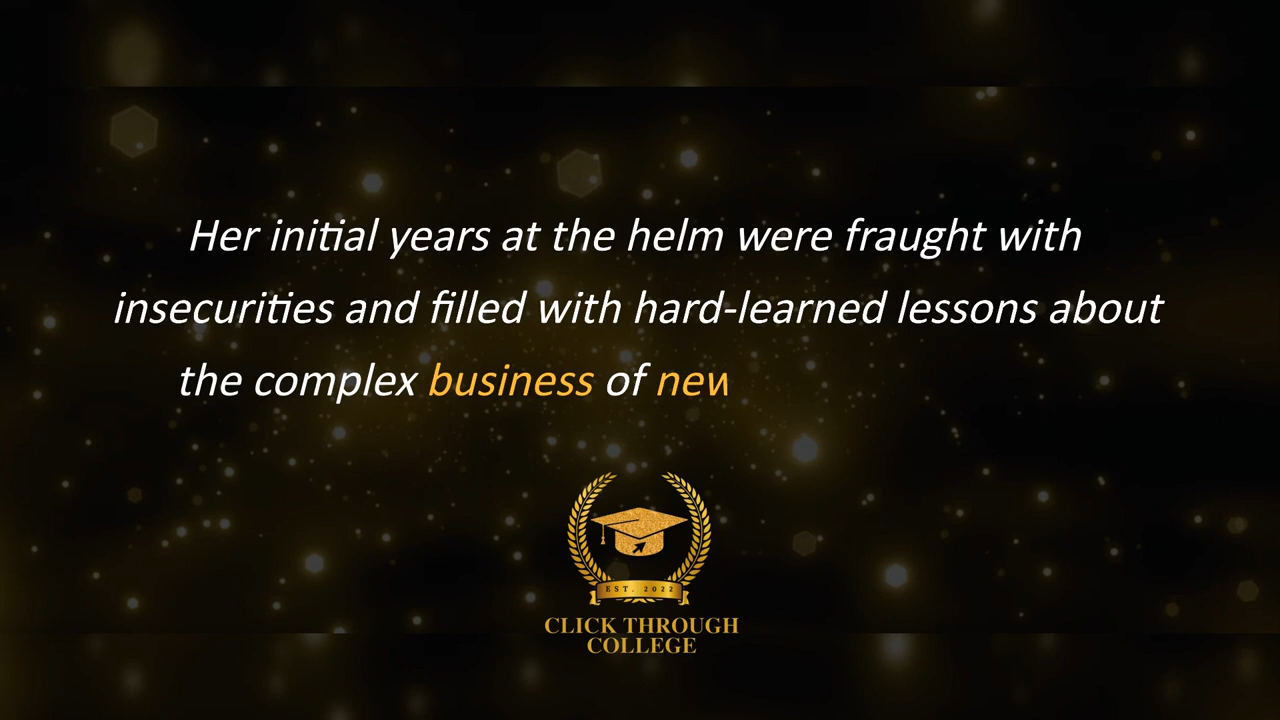 Her initial years at the helm were fraught with
insecurities and filled with hard-learned lessons about
the complex business of new
EST. 2022
CLICK THROUGH
COLLEGE